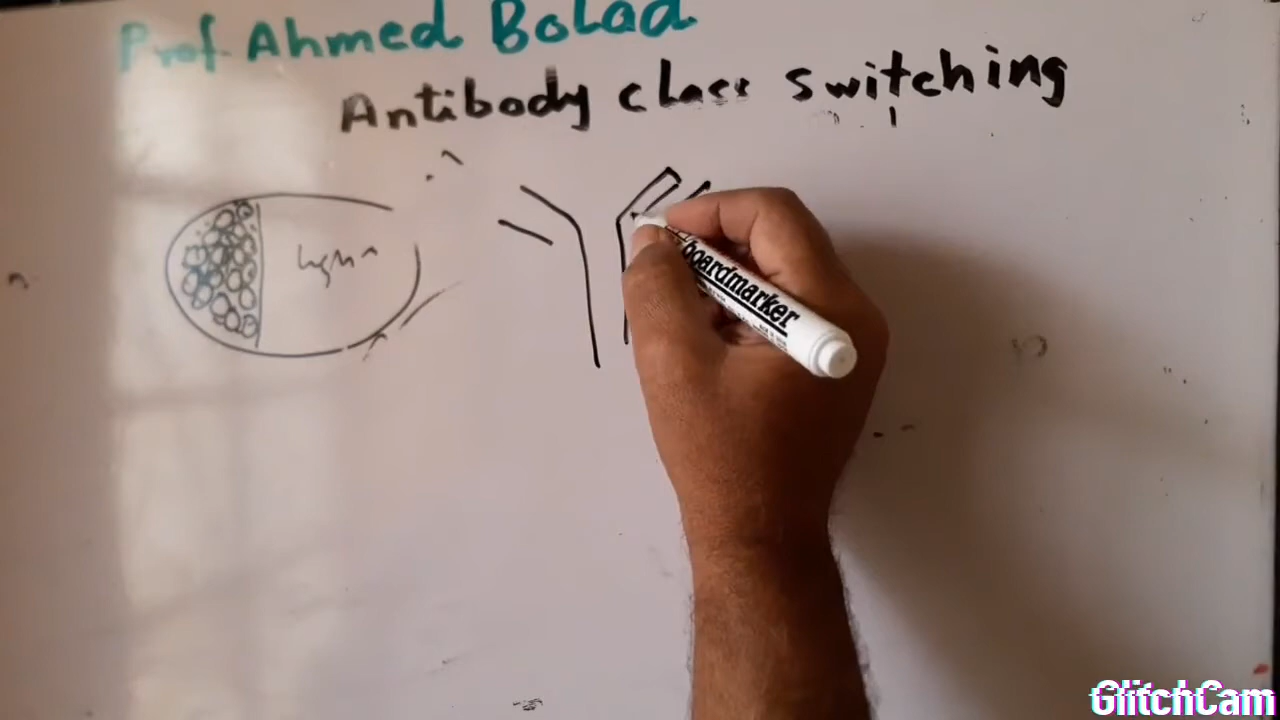 Prof. Ahmed Bolad
Antibody class switching
boardmarker
GlitchCam